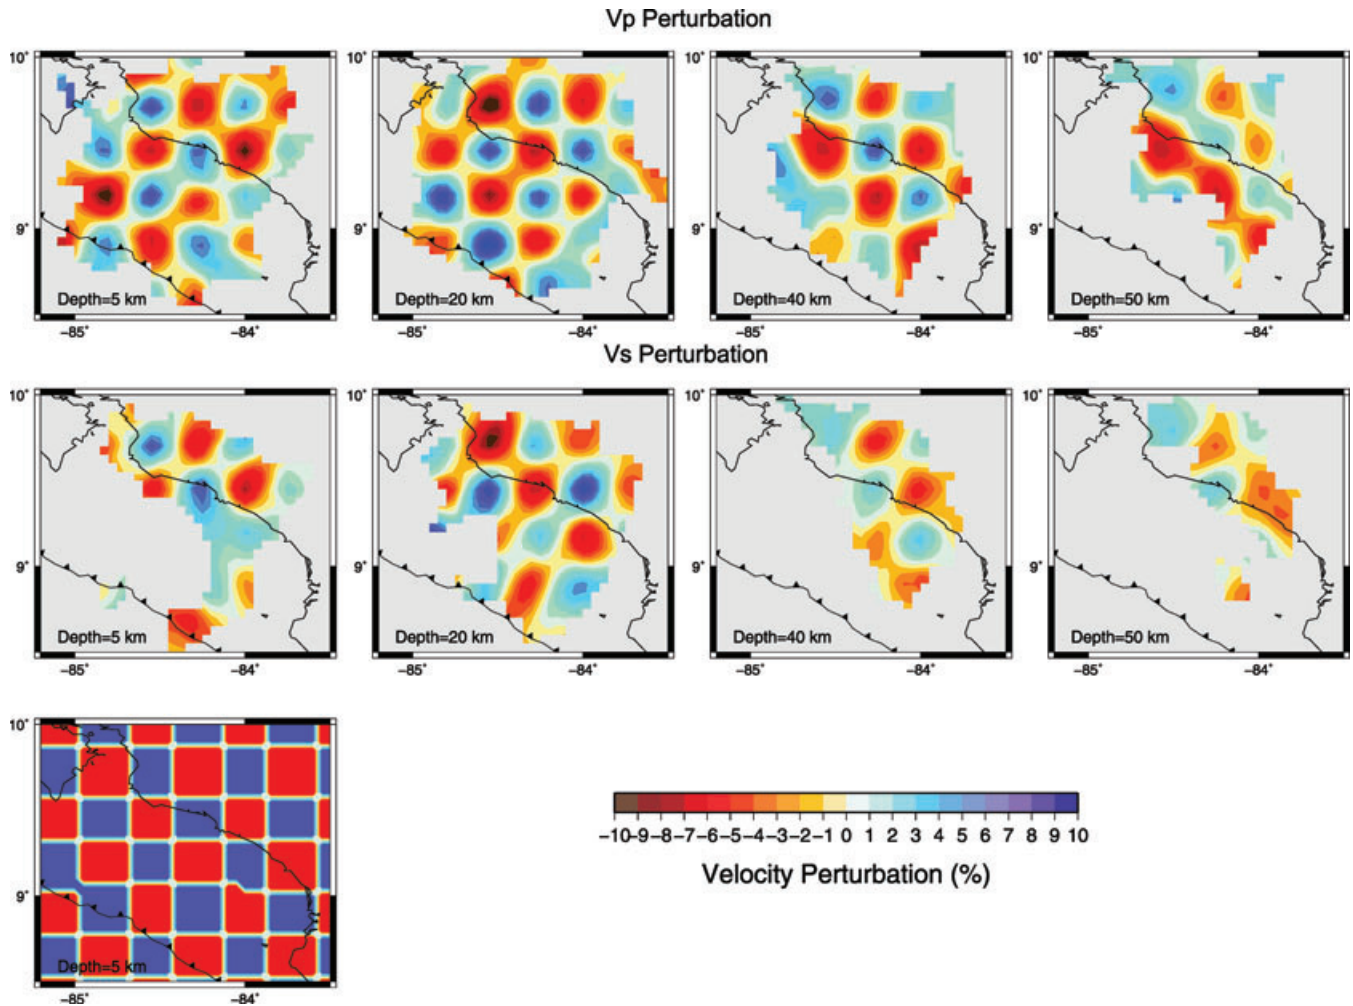 Vp Perturbation
10° 10° 10° 10°
9° 9° 9° 9°
Depth=5 km Depth=20 km Depth=40 km Depth=50 km
−85° −84° −85° −84° −85° −84° −85° −84°
Vs Perturbation
10° 10° 10° 10°
9° 9° 9° 9°
Depth=5 km Depth=20 km Depth=40 km Depth=50 km
−85° −84° −85° −84° −85° −84° −85° −84°
10°
9°
Depth=5 km
−85° −84°
−10−9−8−7−6−5−4−3−2−1 0 1 2 3 4 5 6 7 8 9 10
Velocity Perturbation (%)